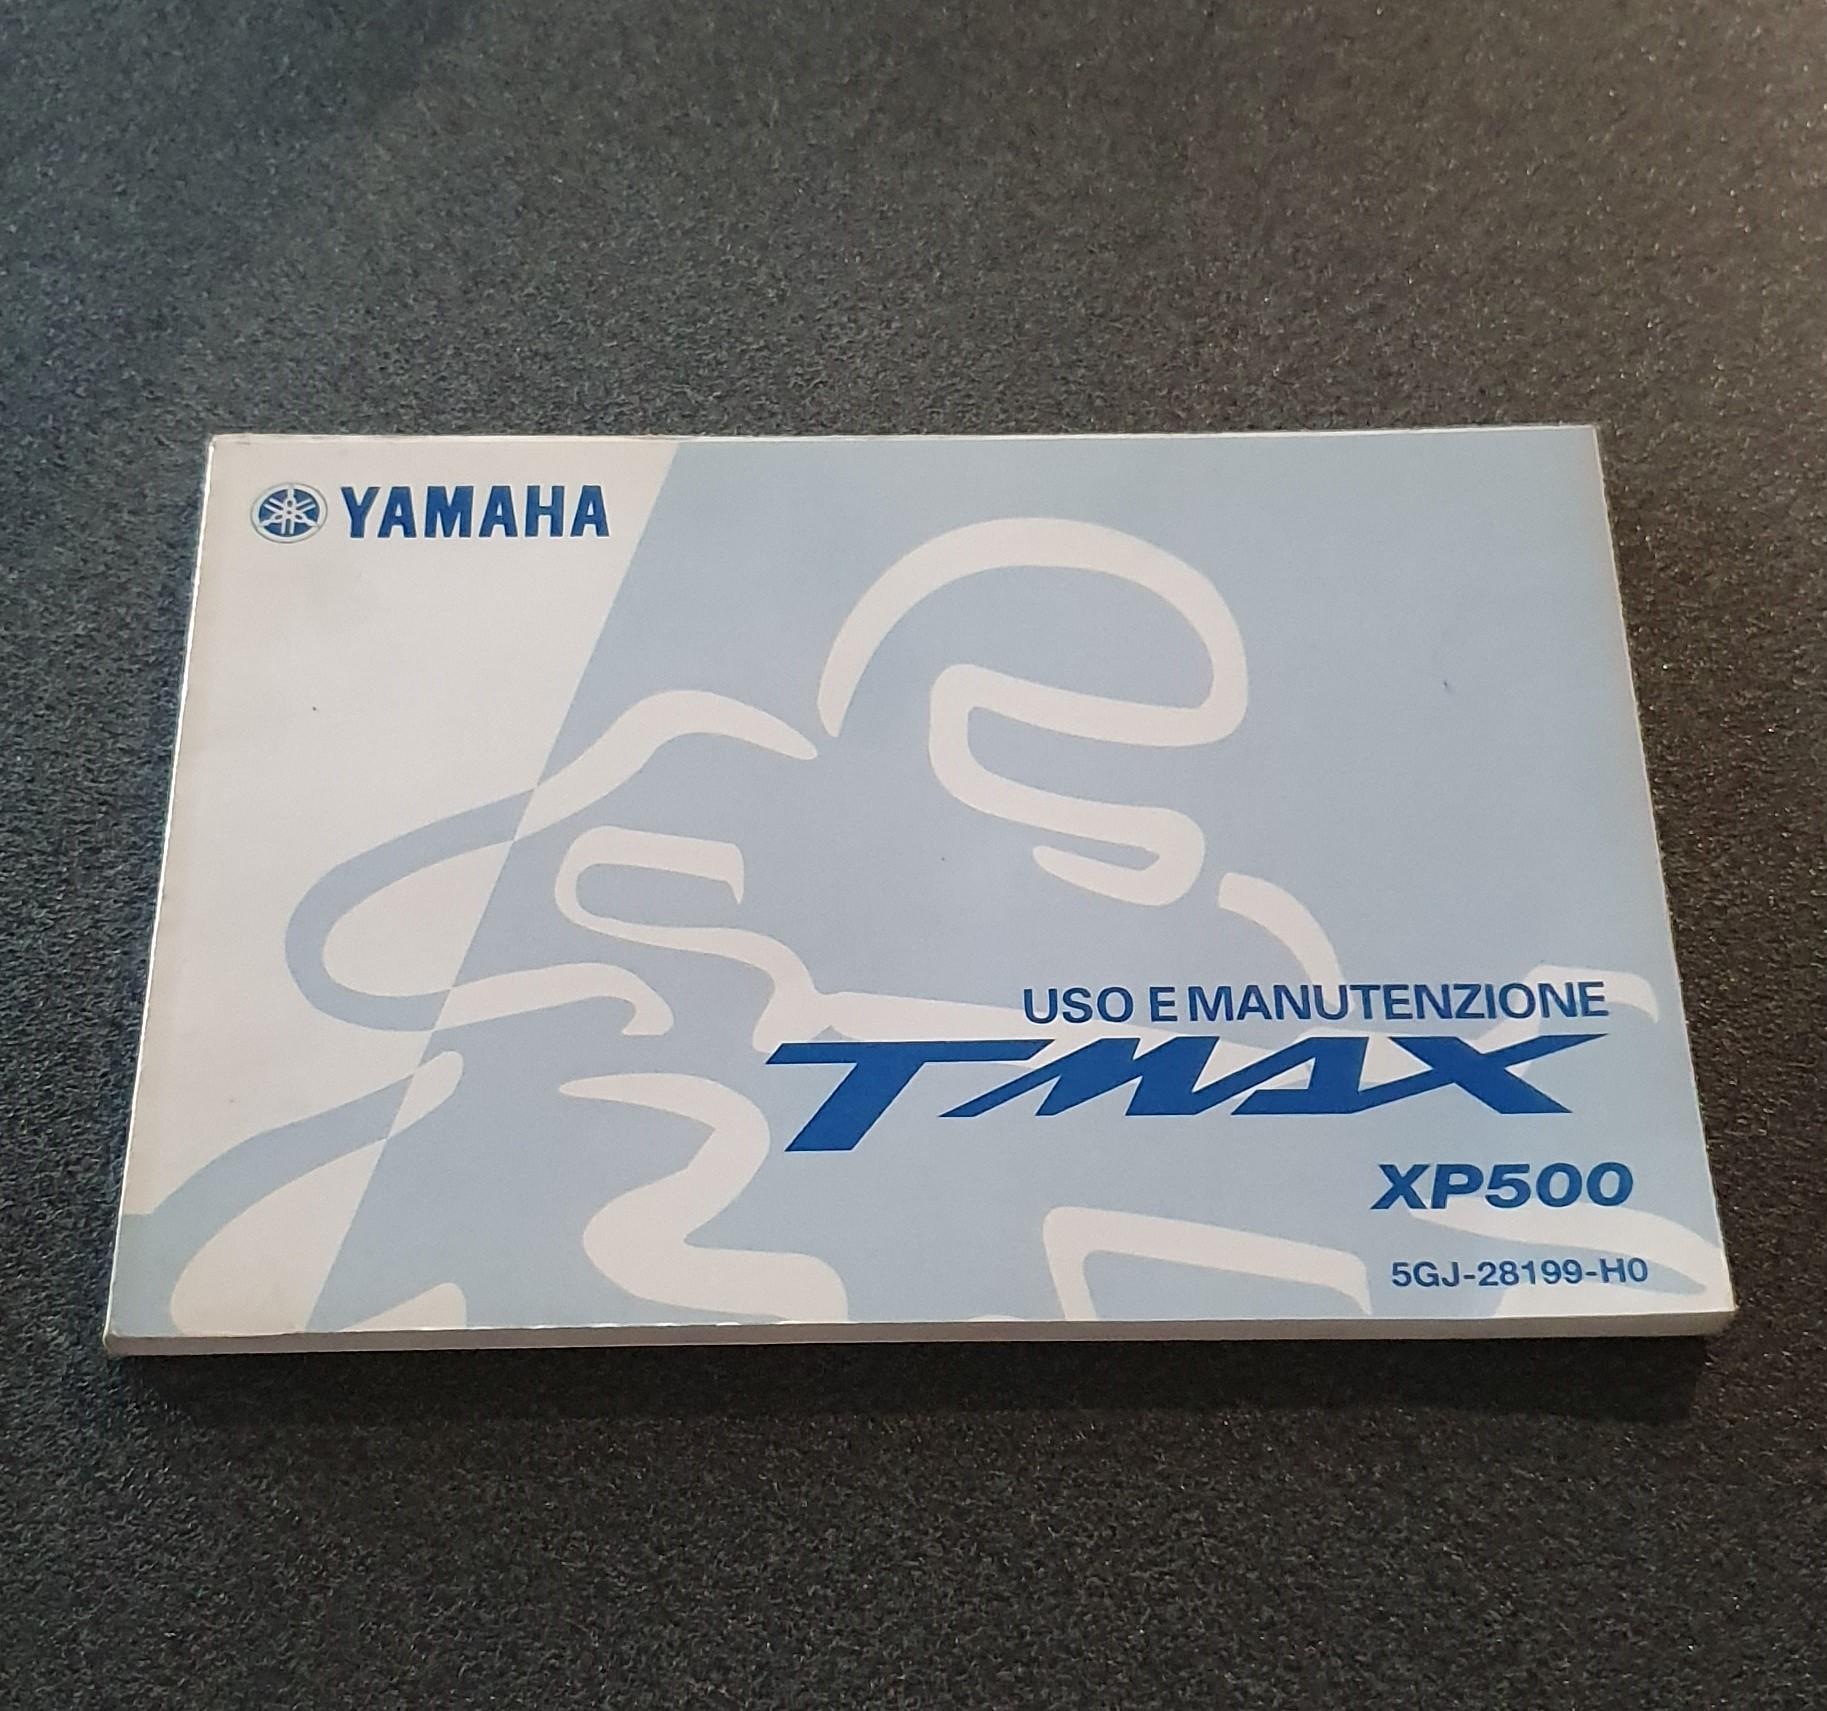 YAMAHA
USO E MANUTENZIONE
TMAX
XP500
5GJ-28199-H0